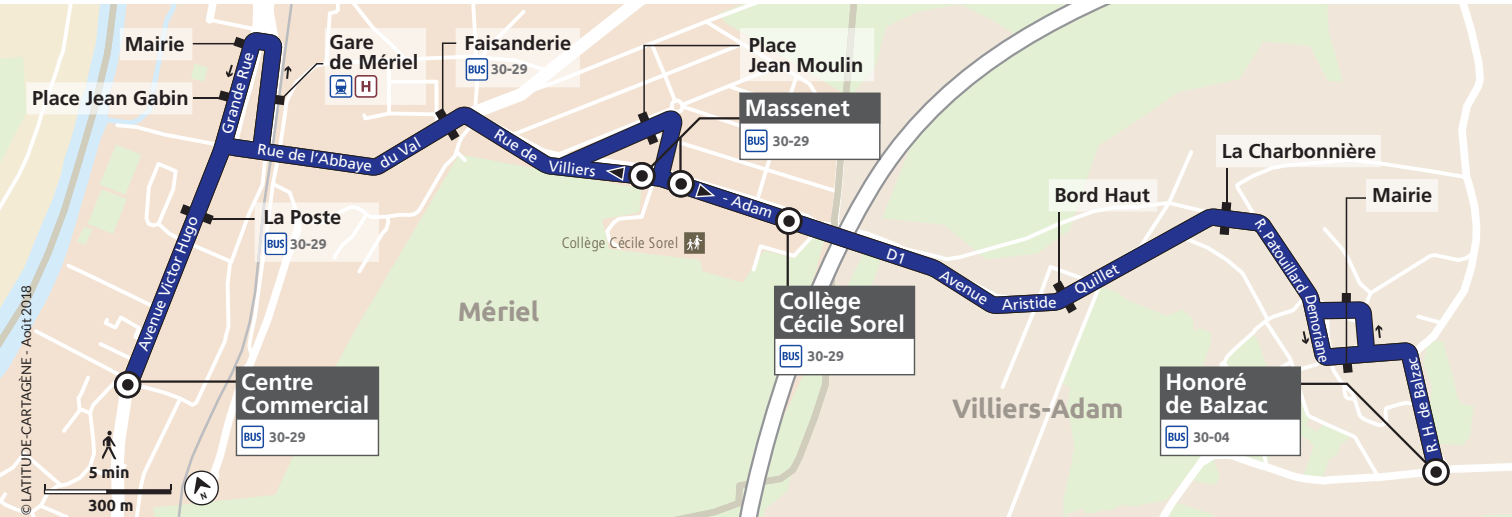 Mairie
Place Jean Gabin
Gare
de Mériel
H
Faisanderie
BUS 30-29
Place
Jean Moulin
Massenet
BUS 30-29
Grande Rue
Rue de l'Abbaye du Val
Rue de Villiers
- Adam
La Poste
BUS 30-29
Avenue Victor Hugo
Collège Cécile Sorel
Mériel
Collège
Cécile Sorel
BUS 30-29
D1
Avenue Aristide Quillet
Bord Haut
La Charbonnière
Mairie
R. Patouillard Demoriane
R. H. de Balzac
Villiers-Adam
Honoré
de Balzac
BUS 30-04
Centre
Commercial
BUS 30-29
5 min
300 m
N
© LATITUDE-CARTAGÈNE - Août 2018